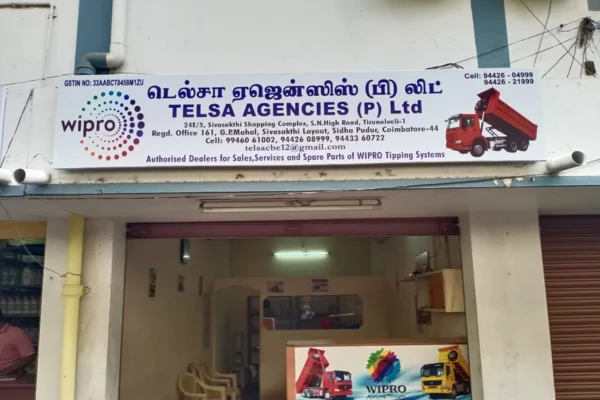 GSTIN NO: 33AABCT8458M1ZU
Cell: 94426 - 04999
94426 - 21999
டெல்சா ஏஜென்ஸிஸ் (பி) லிட்
wipro
TELSA AGENCIES (P) Ltd
24E/5, Sivasakthi Shopping Complex, S.N.High Road, Tirunelveli-1
Regd. Office 161, G.P.Mahal, Sivasakthi Layout, Sidha Pudur, Coimbatore-44
Cell: 99460 61002, 94426 08999, 94433 60722
telsacbe12@gmail.com
Authorised Dealers for Sales,Services and Spare Parts of WIPRO Tipping Systems
WIPRO